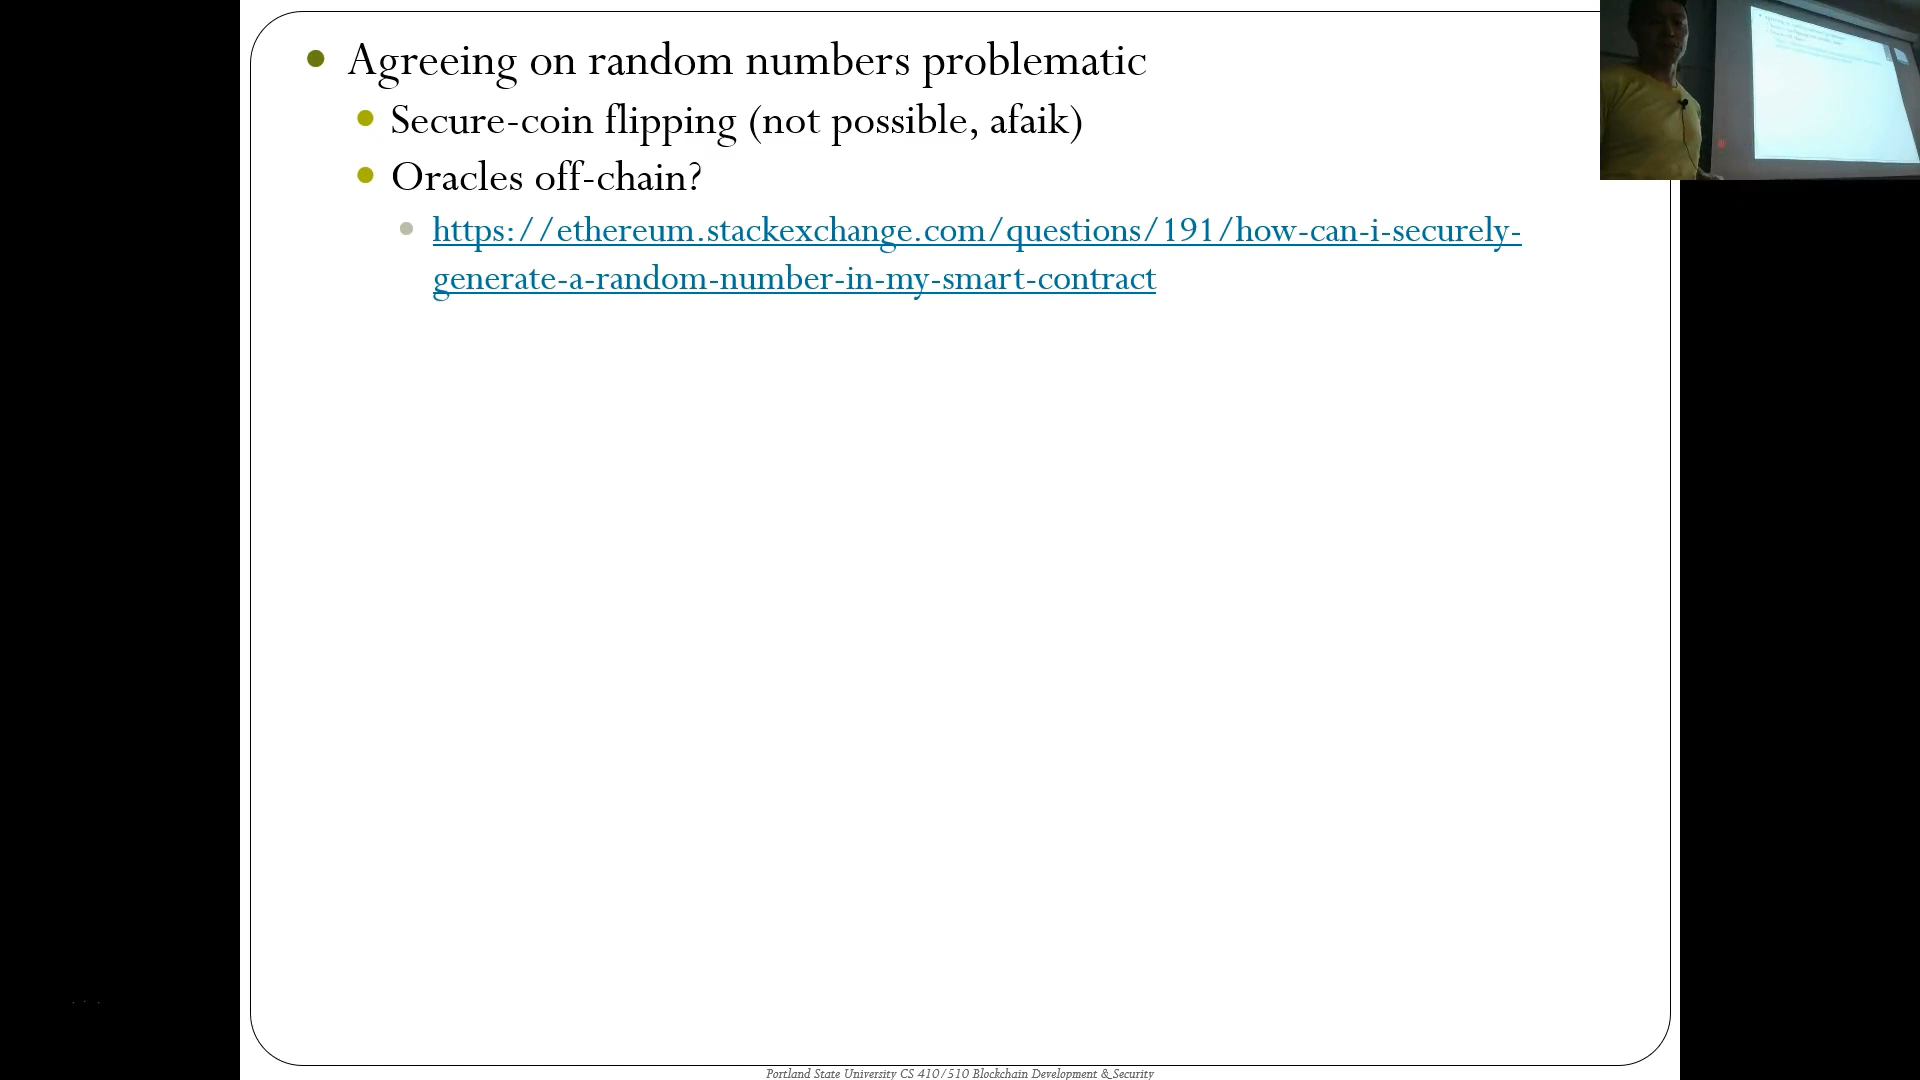 Agreeing on random numbers problematic
Secure-coin flipping (not possible, afaik)
Oracles off-chain?
https://ethereum.stackexchange.com/questions/191/how-can-i-securely-
generate-a-random-number-in-my-smart-contract
Portland State University CS 410/510 Blockchain Development & Security